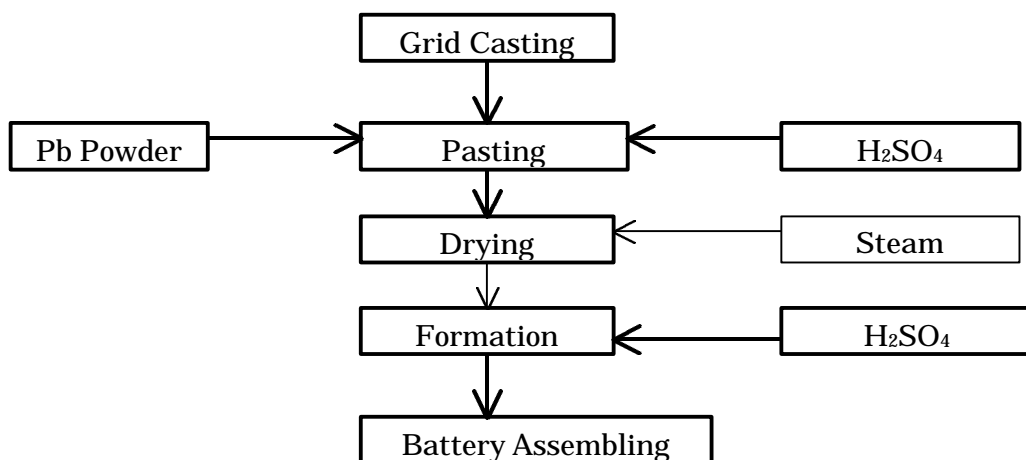 Grid Casting
Pb Powder
Pasting
H₂SO₄
Drying
Steam
Formation
H₂SO₄
Battery Assembling